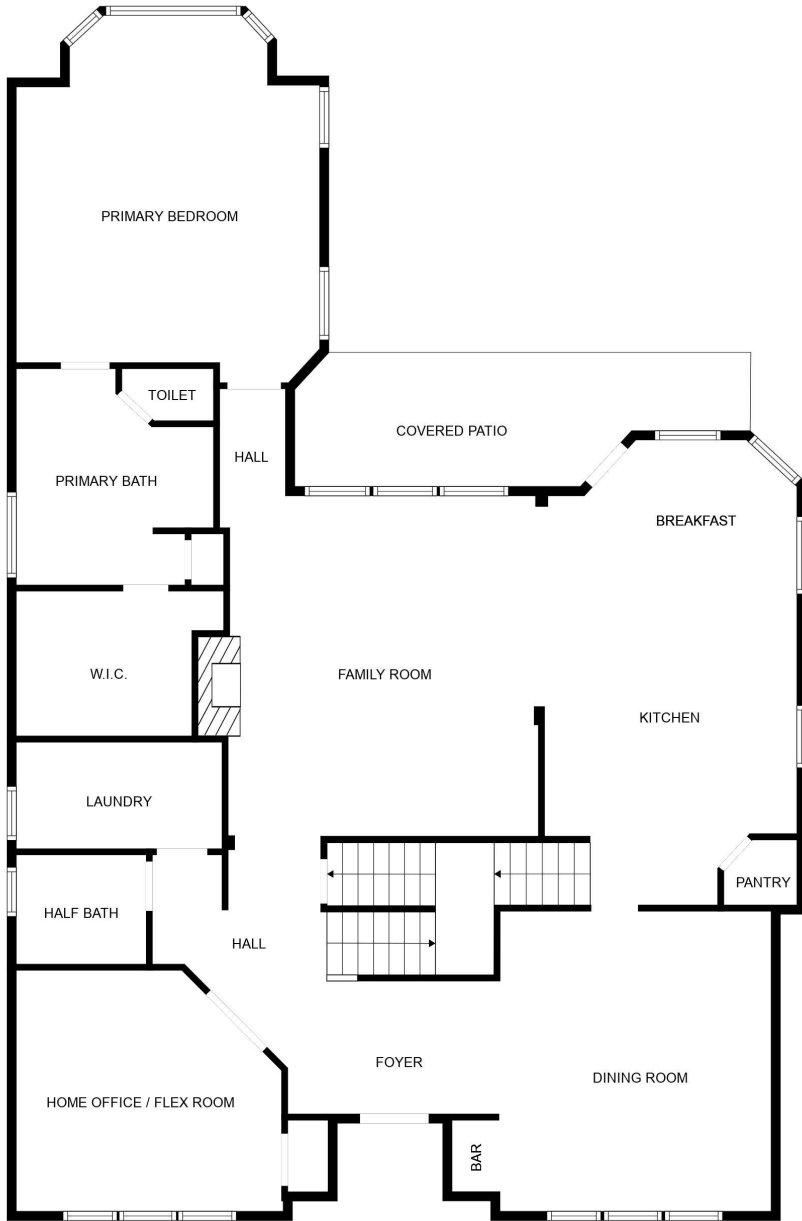 PRIMARY BEDROOM
TOILET
COVERED PATIO
HALL
PRIMARY BATH
BREAKFAST
W.I.C.
FAMILY ROOM
KITCHEN
LAUNDRY
PANTRY
HALF BATH
HALL
FOYER
DINING ROOM
HOME OFFICE / FLEX ROOM
BAR